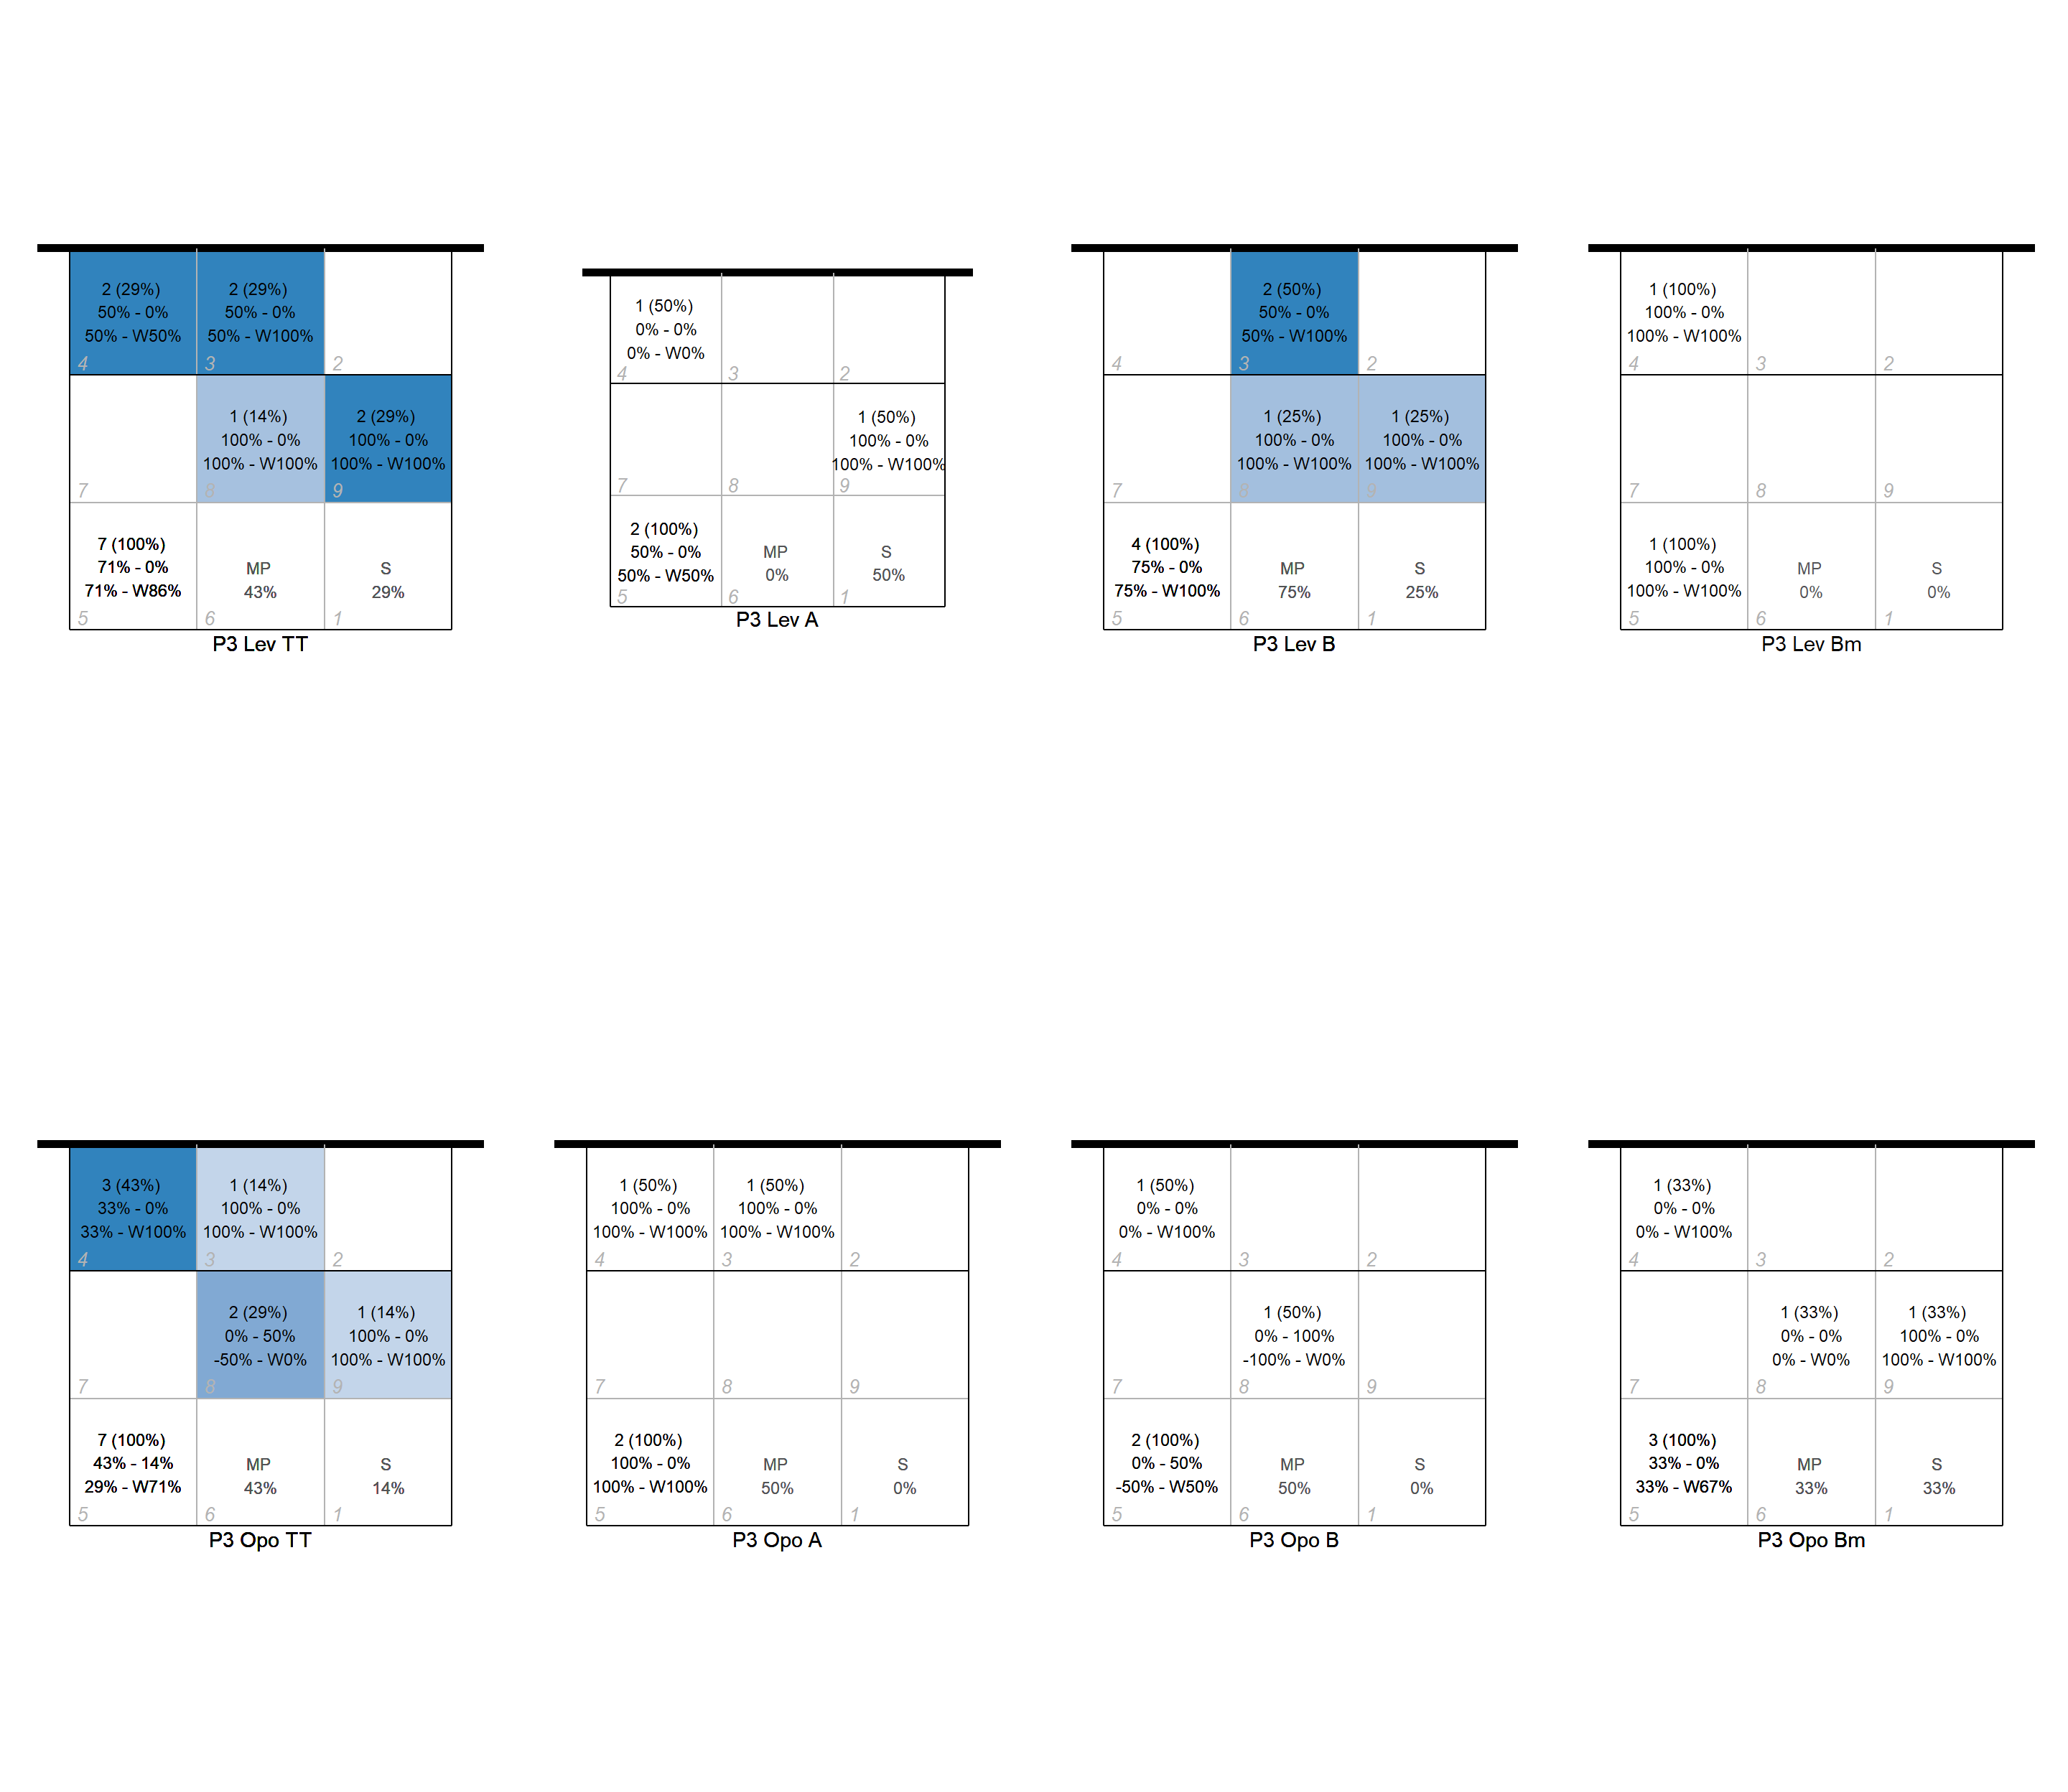 2 (29%)
50% - 0%
50% - W50%
4
2 (29%)
50% - 0%
50% - W100%
3
2
7
1 (14%)
100% - 0%
100% - W100%
8
2 (29%)
100% - 0%
100% - W100%
9
7 (100%)
71% - 0%
71% - W86%
5
MP
43%
6
S
29%
1
P3 Lev TT
1 (50%)
0% - 0%
0% - W0%
4
3
2
7
8
1 (50%)
100% - 0%
100% - W100%
9
2 (100%)
50% - 0%
50% - W50%
5
MP
0%
6
S
50%
1
P3 Lev A
4
2 (50%)
50% - 0%
50% - W100%
3
2
7
1 (25%)
100% - 0%
100% - W100%
8
1 (25%)
100% - 0%
100% - W100%
9
4 (100%)
75% - 0%
75% - W100%
5
MP
75%
6
S
25%
1
P3 Lev B
1 (100%)
100% - 0%
100% - W100%
4
3
2
7
8
9
1 (100%)
100% - 0%
100% - W100%
5
MP
0%
6
S
0%
1
P3 Lev Bm
3 (43%)
33% - 0%
33% - W100%
4
1 (14%)
100% - 0%
100% - W100%
3
2
7
2 (29%)
0% - 50%
-50% - W0%
8
1 (14%)
100% - 0%
100% - W100%
9
7 (100%)
43% - 14%
29% - W71%
5
MP
43%
6
S
14%
1
P3 Opo TT
1 (50%)
100% - 0%
100% - W100%
4
1 (50%)
100% - 0%
100% - W100%
3
2
7
8
9
2 (100%)
100% - 0%
100% - W100%
5
MP
50%
6
S
0%
1
P3 Opo A
1 (50%)
0% - 0%
0% - W100%
4
3
2
7
1 (50%)
0% - 100%
-100% - W0%
8
9
2 (100%)
0% - 50%
-50% - W50%
5
MP
50%
6
S
0%
1
P3 Opo B
1 (33%)
0% - 0%
0% - W100%
4
3
2
7
1 (33%)
0% - 0%
0% - W0%
8
1 (33%)
100% - 0%
100% - W100%
9
3 (100%)
33% - 0%
33% - W67%
5
MP
33%
6
S
33%
1
P3 Opo Bm